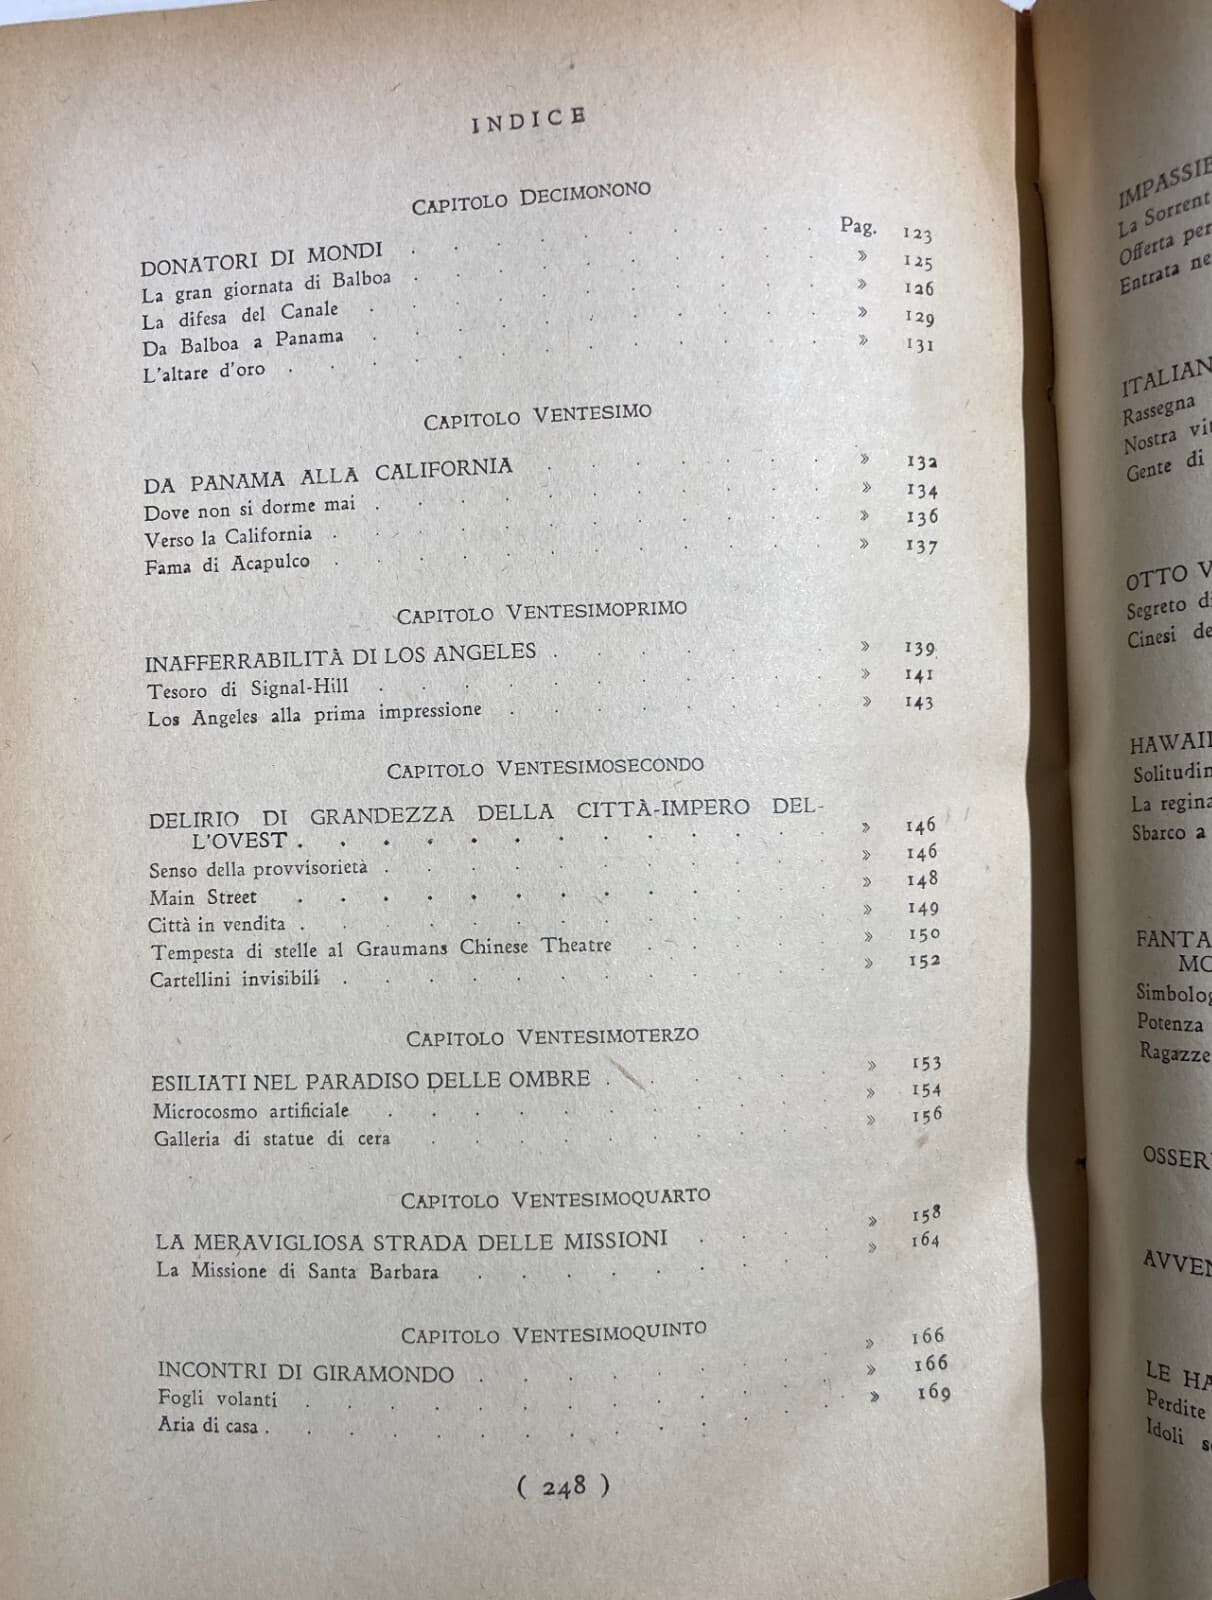 INDICE
CAPITOLO DECIMONONO
DONATORI DI MONDI . . . . . . . . . . Pag. 123
La gran giornata di Balboa . . . . . . . . . . » 125
La difesa del Canale . . . . . . . . . . . » 126
Da Balboa a Panama . . . . . . . . . . . » 129
L'altare d'oro . . . . . . . . . . . . . » 131
CAPITOLO VENTESIMO
DA PANAMA ALLA CALIFORNIA . . . . . . . » 132
Dove non si dorme mai . . . . . . . . . . . » 134
Verso la California . . . . . . . . . . . . » 136
Fama di Acapulco . . . . . . . . . . . . » 137
CAPITOLO VENTESIMOPRIMO
INAFFERRABILITÀ DI LOS ANGELES . . . . . . . » 139
Tesoro di Signal-Hill . . . . . . . . . . . » 141
Los Angeles alla prima impressione . . . . . . . . » 143
CAPITOLO VENTESIMOSECONDO
DELIRIO DI GRANDEZZA DELLA CITTÀ-IMPERO DEL-
L'OVEST . . . . . . . . . . . . . » 146
Senso della provvisorietà . . . . . . . . . . . » 146
Main Street . . . . . . . . . . . . . » 148
Città in vendita . . . . . . . . . . . . . » 149
Tempesta di stelle al Graumans Chinese Theatre . . . . . » 150
Cartellini invisibili . . . . . . . . . . . . » 152
CAPITOLO VENTESIMOTERZO
ESILIATI NEL PARADISO DELLE OMBRE . . . . . . » 153
Microcosmo artificiale . . . . . . . . . . . » 154
Galleria di statue di cera . . . . . . . . . . » 156
CAPITOLO VENTESIMOQUARTO
LA MERAVIGLIOSA STRADA DELLE MISSIONI . . . . » 158
La Missione di Santa Barbara . . . . . . . . . » 164
CAPITOLO VENTESIMOQUINTO
INCONTRI DI GIRAMONDO . . . . . . . . . » 166
Fogli volanti . . . . . . . . . . . . . » 166
Aria di casa . . . . . . . . . . . . . . » 169
( 248 )
La Sorrent
Offerta per
Entrata ne
ITALIAN
Rassegna
Nostra vit
Gente di
OTTO V
Segreto di
Cinesi de
HAWAII
Solitudin
La regina
Sbarco a
FANTA
MO
Simbolog
Potenza
Ragazze
OSSER
AVVEN
LE HA
Perdite
Idoli